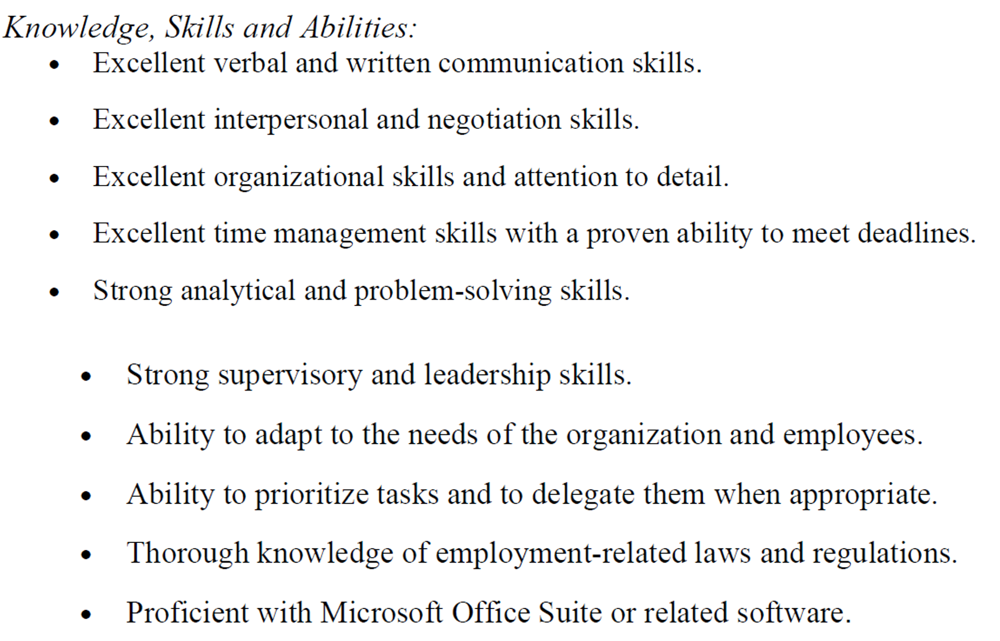 Knowledge, Skills and Abilities:
• Excellent verbal and written communication skills.
• Excellent interpersonal and negotiation skills.
• Excellent organizational skills and attention to detail.
• Excellent time management skills with a proven ability to meet deadlines.
• Strong analytical and problem-solving skills.
• Strong supervisory and leadership skills.
• Ability to adapt to the needs of the organization and employees.
• Ability to prioritize tasks and to delegate them when appropriate.
• Thorough knowledge of employment-related laws and regulations.
• Proficient with Microsoft Office Suite or related software.